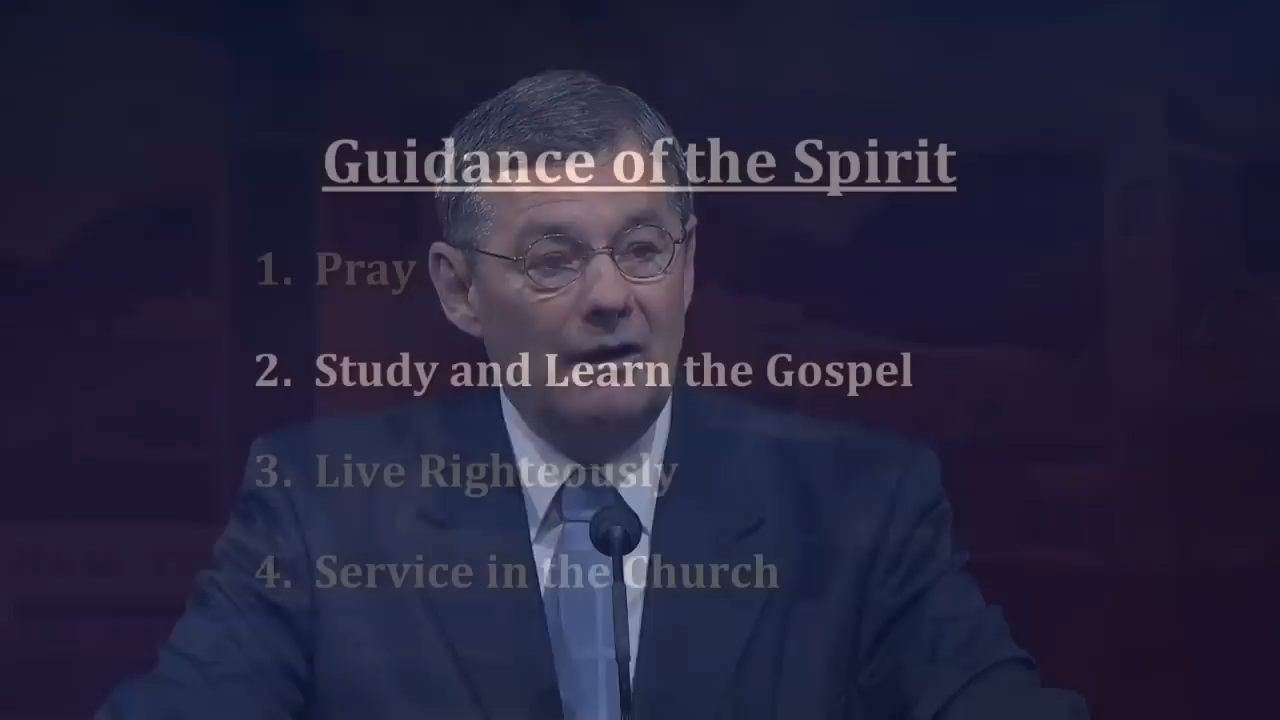 Guidance of the Spirit
1. Pray
2. Study and Learn the Gospel
3. Live Righteously
4. Service in the Church